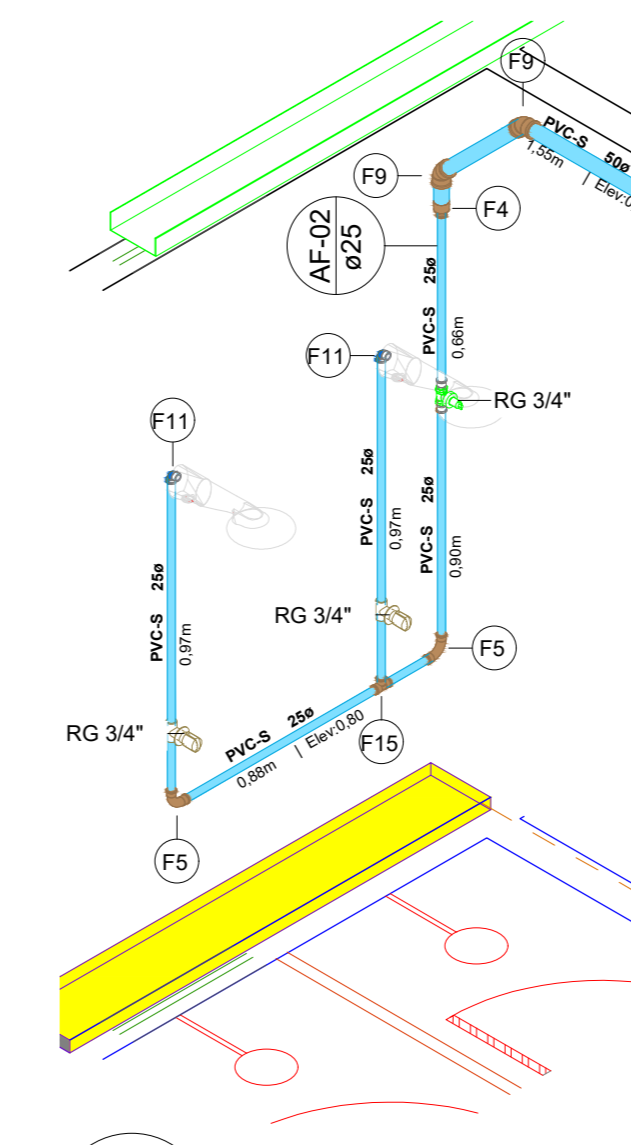 F9
PVC-S 50ø
1,55m | Elev:0
F9
F4
AF-02
ø25
PVC-S 25ø
0,66m
F11
RG 3/4"
F11
PVC-S 25ø
0,97m
PVC-S 25ø
0,90m
PVC-S 25ø
0,97m
RG 3/4"
F5
RG 3/4"
PVC-S 25ø
0,88m | Elev:0,80
F15
F5